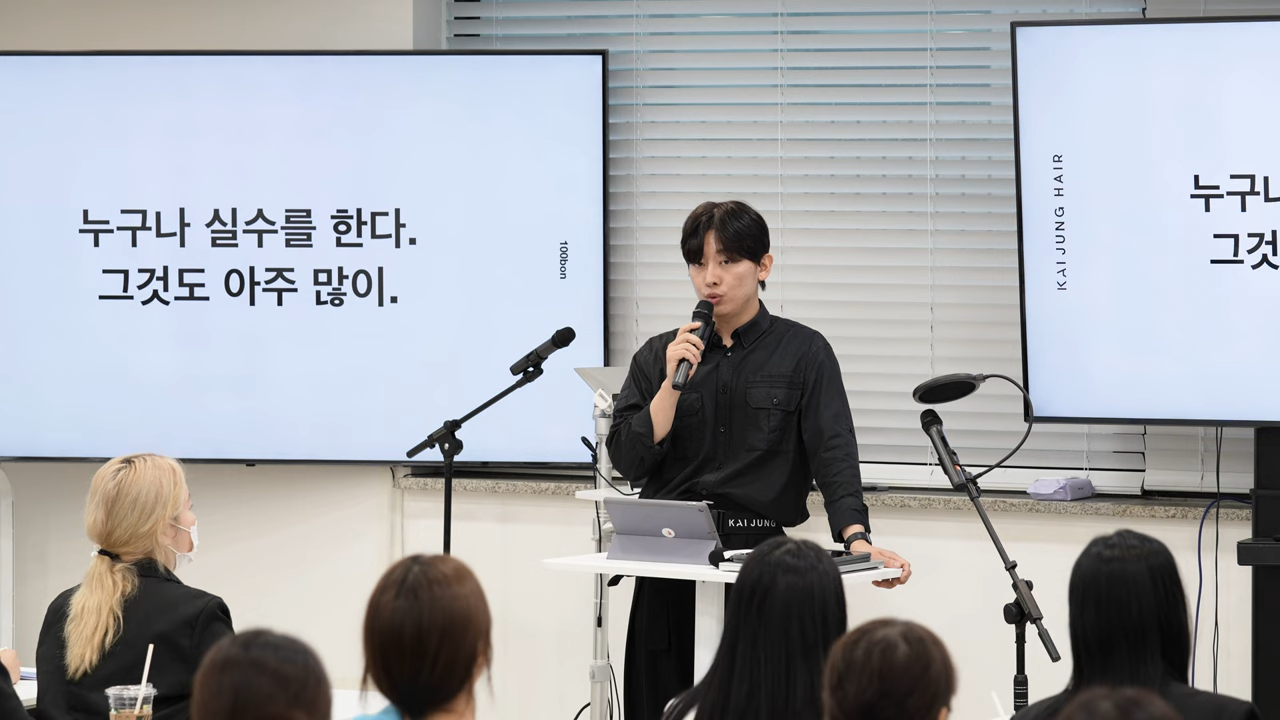 누구나 실수를 한다.
그것도 아주 많이.
100bon
KAI JUNG HAIR
누구나
그것
KAI JUNG